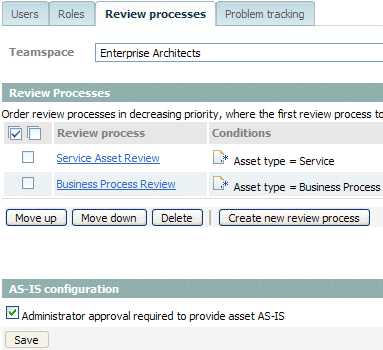 Users Roles Review processes Problem tracking
Teamspace Enterprise Architects
Review Processes
Order review processes in decreasing priority, where the first review process to
Review process Conditions
Service Asset Review Asset type = Service
Business Process Review Asset type = Business Process
Move up Move down Delete Create new review process
AS-IS configuration
Administrator approval required to provide asset AS-IS
Save